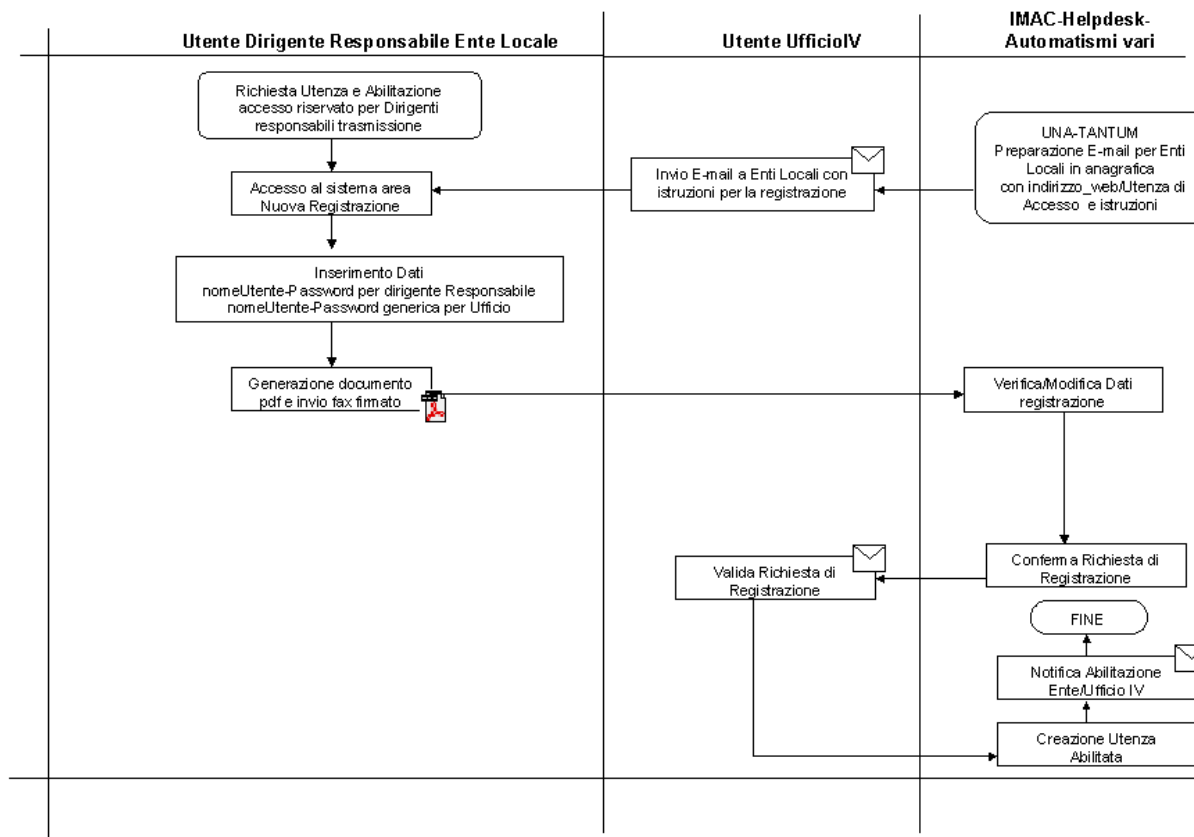 Utente Dirigente Responsabile Ente Locale
Utente UfficioIV
IMAC-Helpdesk-
Automatismi vari
Richiesta Utenza e Abilitazione
accesso riservato per Dirigenti
responsabili trasmissione
UNA-TANTUM
Preparazione E-mail per Enti
Locali in anagrafica
con indirizzo_web/Utenza di
Accesso e istruzioni
Invio E-mail a Enti Locali con
istruzioni per la registrazione
Accesso al sistema area
Nuova Registrazione
Inserimento Dati
nomeUtente-Password per dirigente Responsabile
nomeUtente-Password generica per Ufficio
Generazione documento
pdf e invio fax firmato
Verifica/Modifica Dati
registrazione
Conferma Richiesta di
Registrazione
Valida Richiesta di
Registrazione
FINE
Notifica Abilitazione
Ente/Ufficio IV
Creazione Utenza
Abilitata